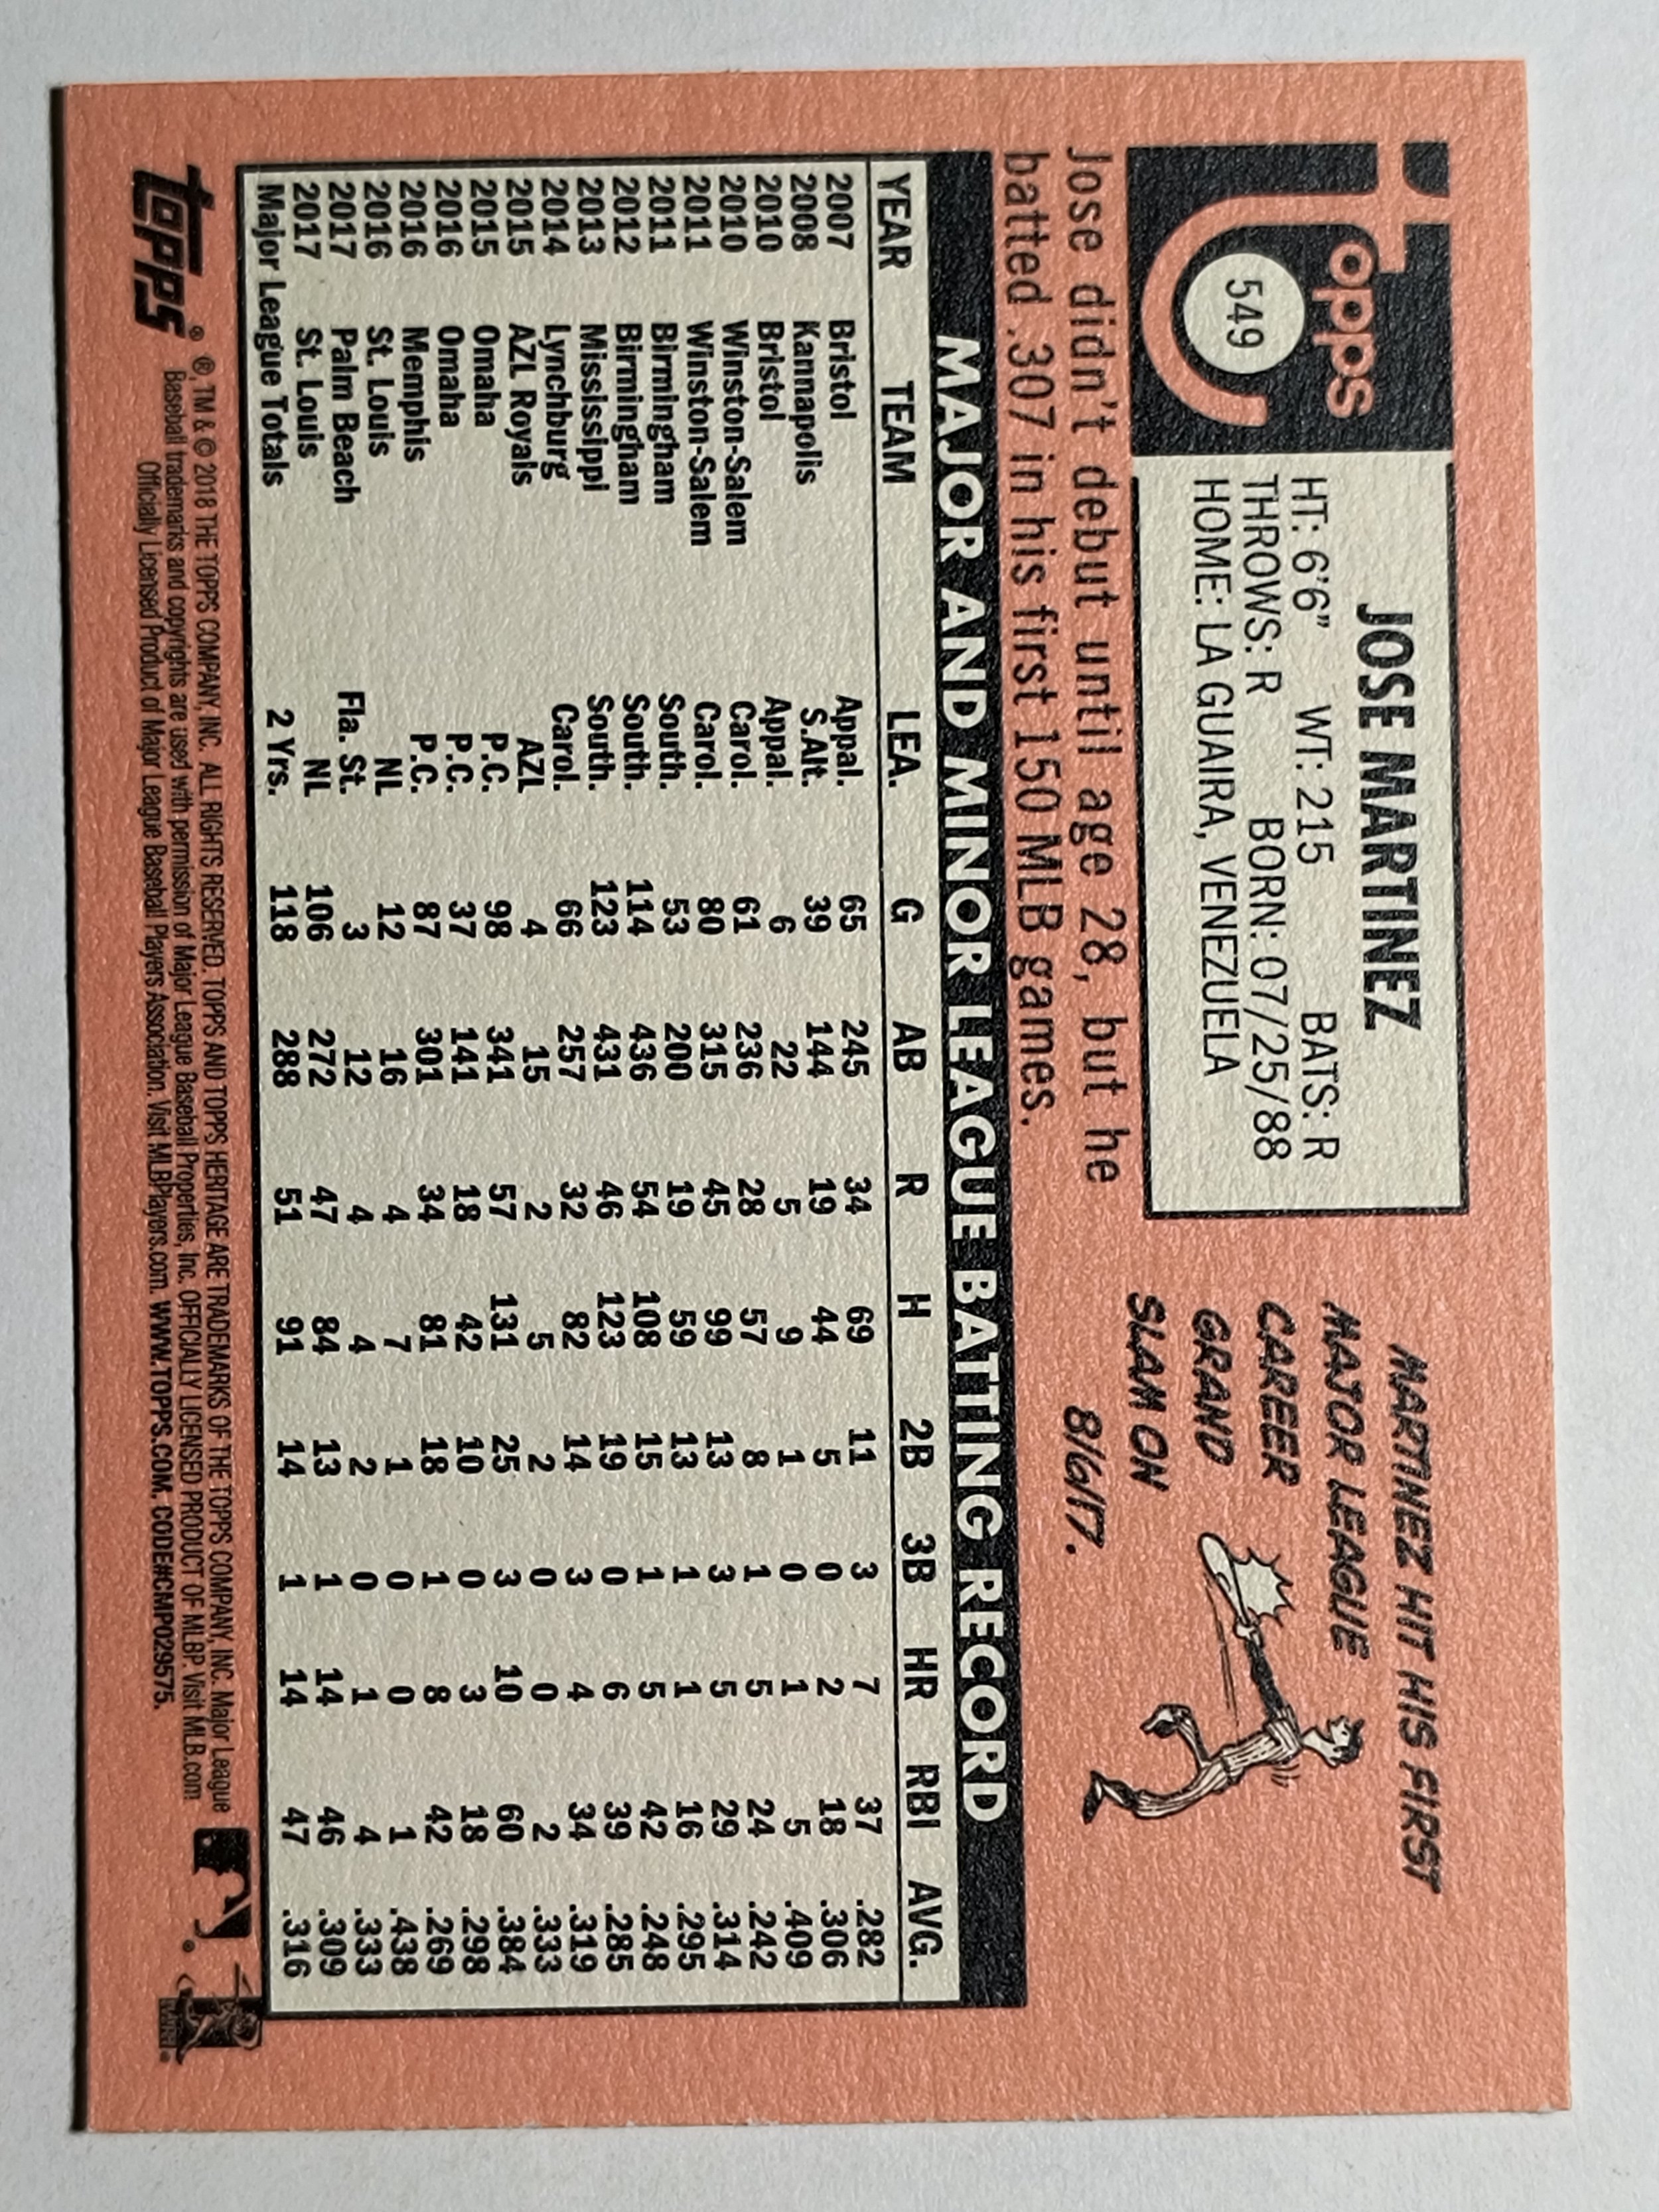 topps
549
JOSE MARTINEZ
HT: 6'6" WT: 215 BATS: R
THROWS: R BORN: 07/25/88
HOME: LA GUAIRA, VENEZUELA
MARTINEZ HIT HIS FIRST
MAJOR LEAGUE
CAREER
GRAND
SLAM ON
8/6/17.
Jose didn't debut until age 28, but he
batted .307 in his first 150 MLB games.
MAJOR AND MINOR LEAGUE BATTING RECORD
YEAR TEAM LEA. G AB R H 2B 3B HR RBI AVG.
2007 Bristol Appal. 65 245 34 69 11 3 7 37 .282
2008 Kannapolis S.Alt. 39 144 19 44 5 0 2 18 .306
2010 Bristol Appal. 6 22 5 9 1 0 1 5 .409
2010 Winston-Salem Carol. 61 236 28 57 8 1 5 24 .242
2011 Winston-Salem Carol. 80 315 45 99 13 3 5 29 .314
2011 Birmingham South. 53 200 19 59 13 1 1 16 .295
2012 Birmingham South. 114 436 54 108 15 1 5 42 .248
2013 Mississippi South. 123 431 46 123 19 0 6 39 .285
2014 Lynchburg Carol. 66 257 32 82 14 3 4 34 .319
2015 AZL Royals AZL 4 15 2 5 2 0 0 2 .333
2015 Omaha P.C. 98 341 57 131 25 3 10 60 .384
2016 Omaha P.C. 37 141 18 42 10 0 3 18 .298
2016 Memphis P.C. 87 301 34 81 18 1 8 42 .269
2016 St. Louis NL 12 16 4 7 1 0 0 1 .438
2017 Palm Beach Fla. St. 3 12 4 4 2 0 1 4 .333
2017 St. Louis NL 106 272 47 84 13 1 14 46 .309
Major League Totals 2 Yrs. 118 288 51 91 14 1 14 47 .316
topps®
®, TM & © 2018 THE TOPPS COMPANY, INC. ALL RIGHTS RESERVED. TOPPS AND TOPPS HERITAGE ARE TRADEMARKS OF THE TOPPS COMPANY, INC. Major League
Baseball trademarks and copyrights are used with permission of Major League Baseball Properties, Inc. OFFICIALLY LICENSED PRODUCT OF MLBP. Visit MLB.com
Officially Licensed Product of Major League Baseball Players Association. Visit MLBPlayers.com. WWW.TOPPS.COM. CODE#CMP029575.